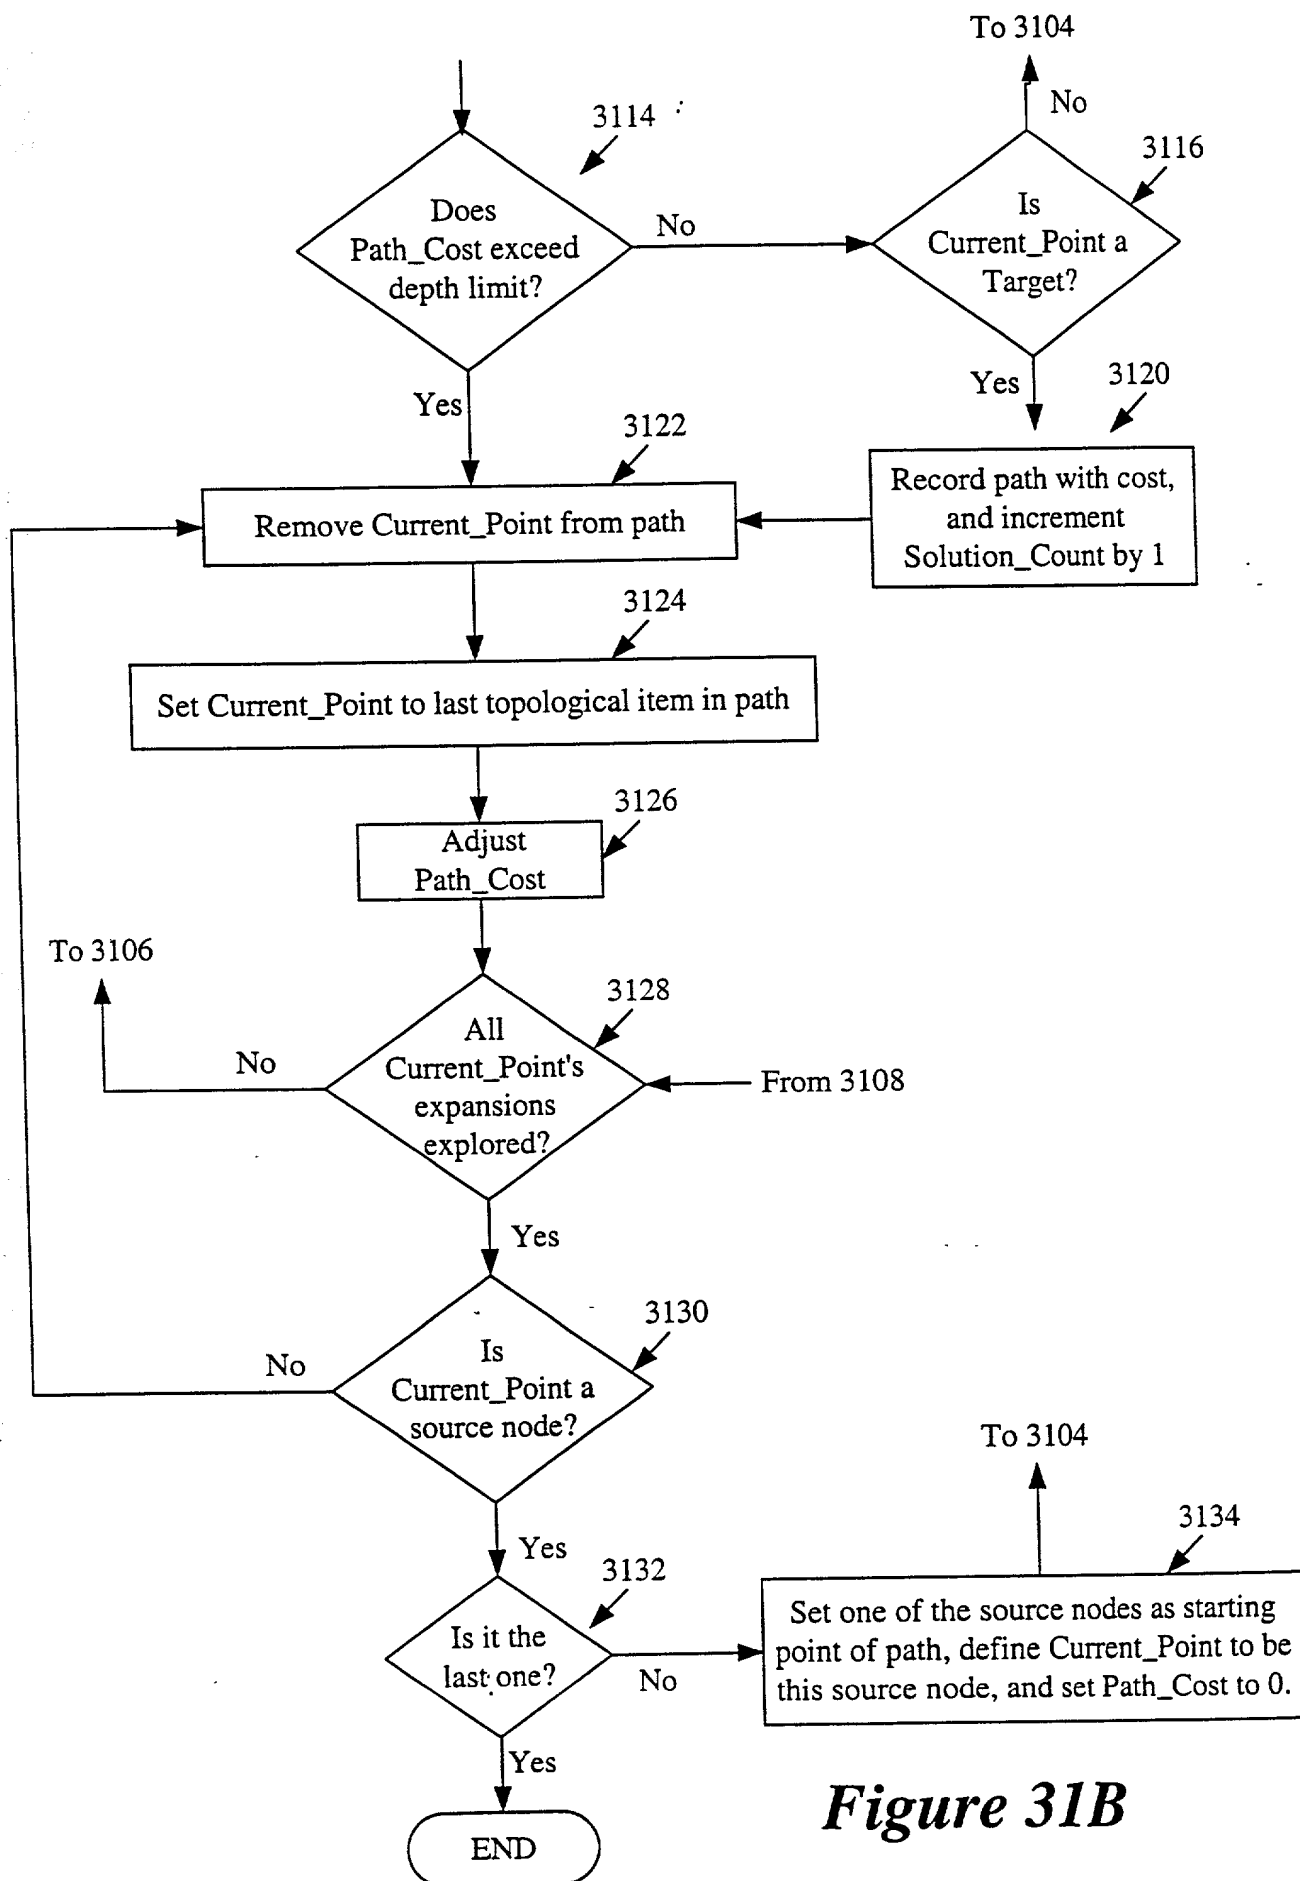 To 3104
No
3114
3116
Does
Path_Cost exceed
depth limit?
No
Is
Current_Point a
Target?
Yes
Yes
3120
3122
Record path with cost,
and increment
Solution_Count by 1
Remove Current_Point from path
3124
Set Current_Point to last topological item in path
3126
Adjust
Path_Cost
To 3106
3128
All
Current_Point's
expansions
explored?
No
From 3108
Yes
3130
Is
Current_Point a
source node?
No
To 3104
Yes
3134
3132
Is it the
last one?
No
Set one of the source nodes as starting
point of path, define Current_Point to be
this source node, and set Path_Cost to 0.
Yes
Figure 31B
END